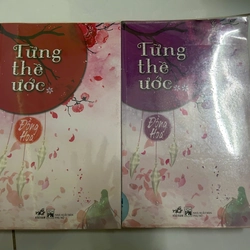 Từng
thề
ước
Đồng Hoa
Từng
thề
ước
Đồng Hoa